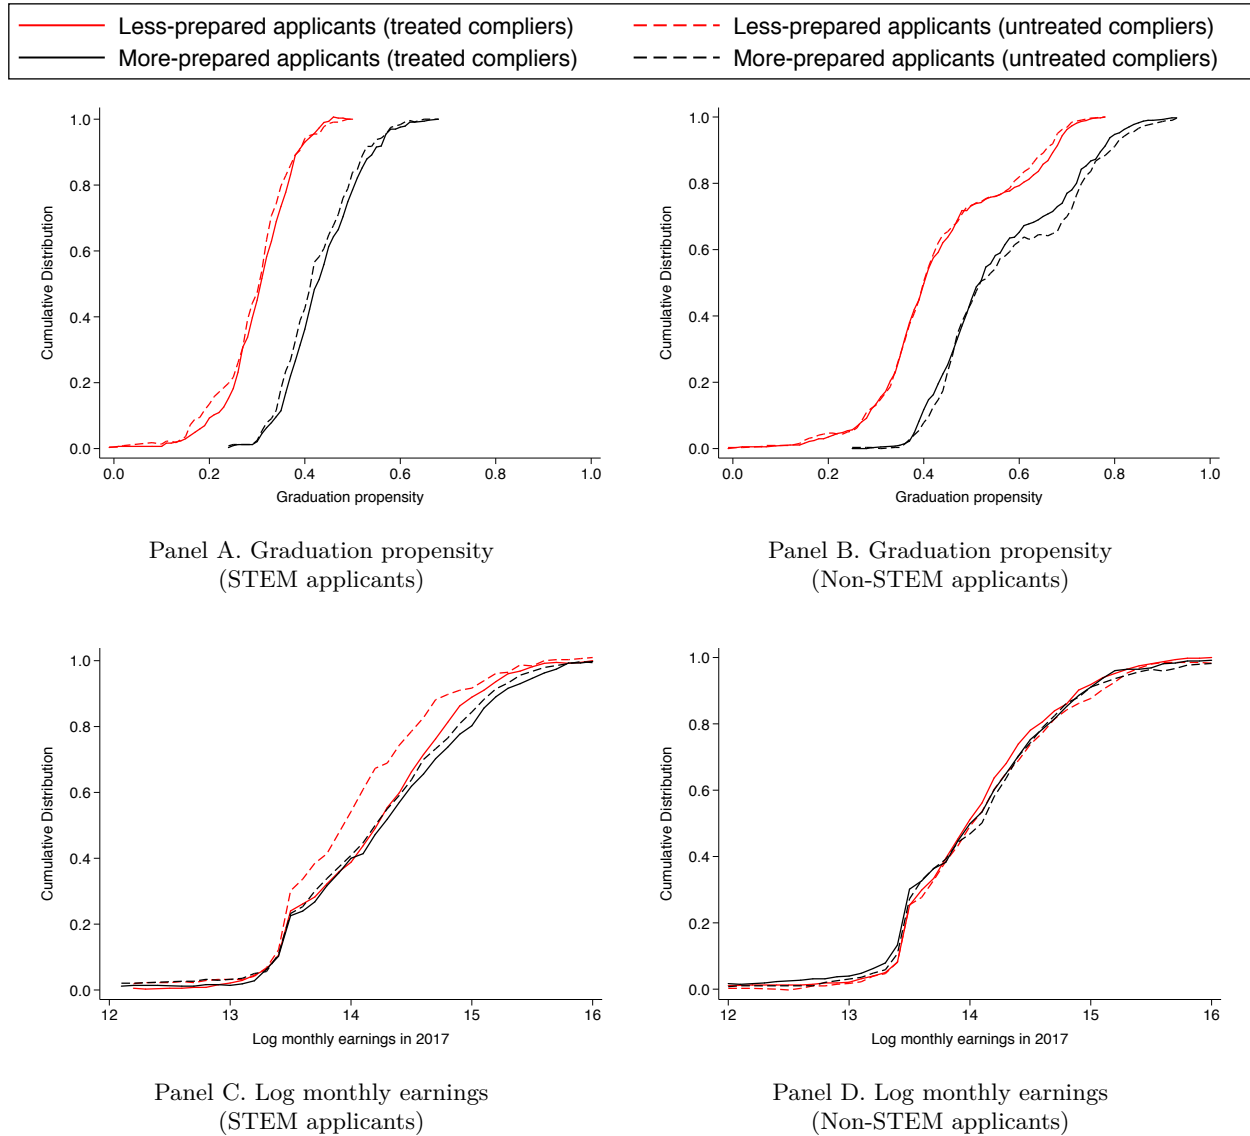 Less-prepared applicants (treated compliers)
Less-prepared applicants (untreated compliers)
More-prepared applicants (treated compliers)
More-prepared applicants (untreated compliers)
1.0
0.8
0.6
0.4
0.2
0.0
Cumulative Distribution
0.0 0.2 0.4 0.6 0.8 1.0
Graduation propensity
Panel A. Graduation propensity
(STEM applicants)
1.0
0.8
0.6
0.4
0.2
0.0
Cumulative Distribution
0.0 0.2 0.4 0.6 0.8 1.0
Graduation propensity
Panel B. Graduation propensity
(Non-STEM applicants)
1.0
0.8
0.6
0.4
0.2
0.0
Cumulative Distribution
12 13 14 15 16
Log monthly earnings in 2017
Panel C. Log monthly earnings
(STEM applicants)
1.0
0.8
0.6
0.4
0.2
0.0
Cumulative Distribution
12 13 14 15 16
Log monthly earnings in 2017
Panel D. Log monthly earnings
(Non-STEM applicants)